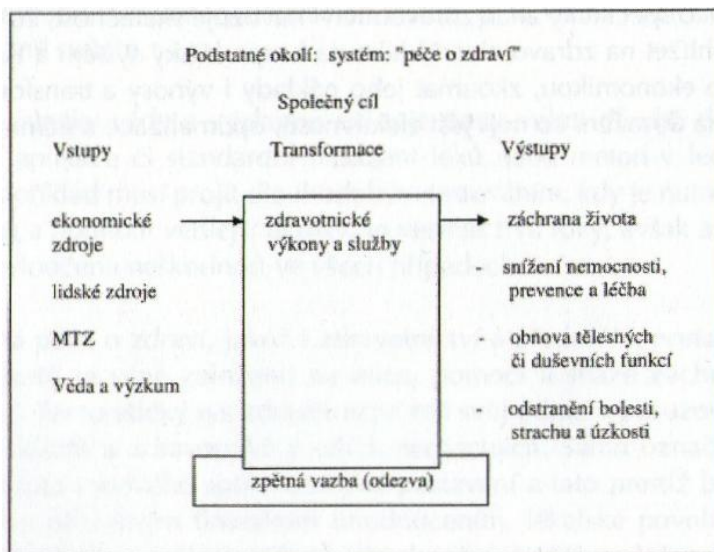 Podstatné okolí: systém: "péče o zdraví"
Společný cíl
Vstupy
Transformace
Výstupy
ekonomické
zdroje
lidské zdroje
MTZ
Věda a výzkum
zdravotnické
výkony a služby
záchrana života
snížení nemocnosti,
prevence a léčba
obnova tělesných
či duševních funkcí
odstranění bolesti,
strachu a úzkosti
zpětná vazba (odezva)